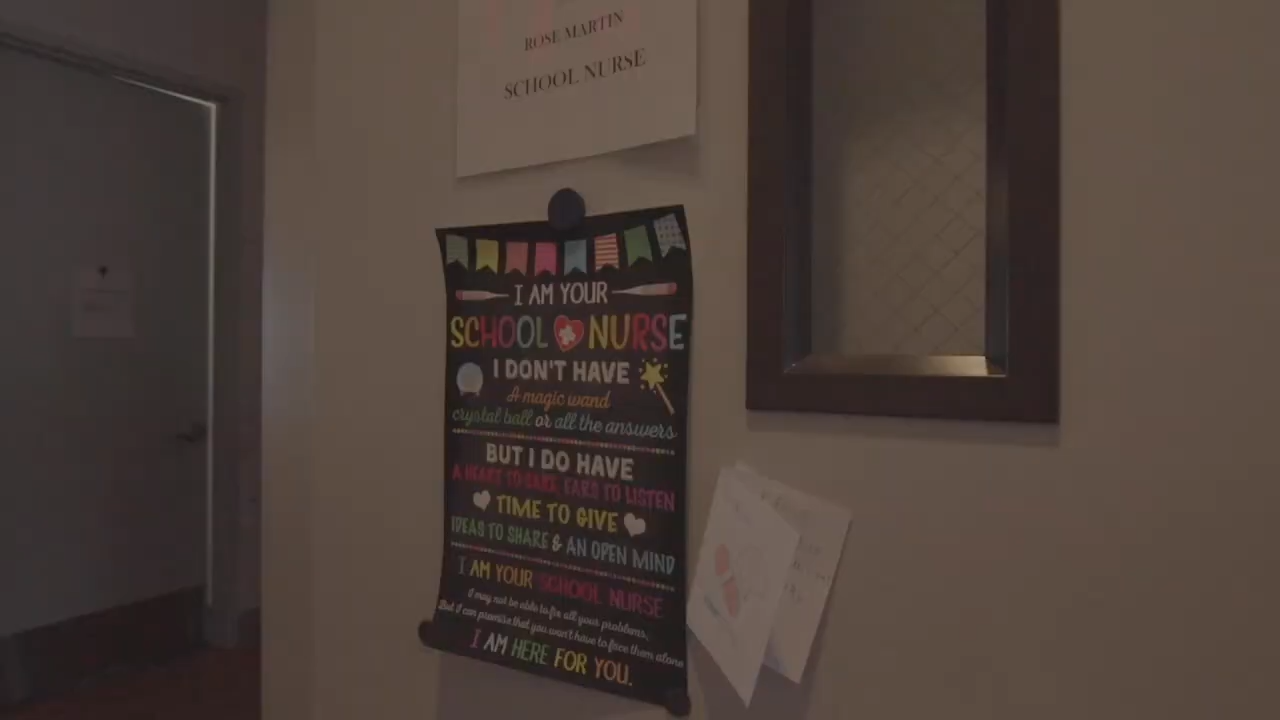 ROSE MARTIN
SCHOOL NURSE
I AM YOUR
SCHOOL NURSE
I DON'T HAVE
A magic wand
crystal ball or all the answers
BUT I DO HAVE
A HEART TO CARE, EARS TO LISTEN
TIME TO GIVE
IDEAS TO SHARE & AN OPEN MIND
I AM YOUR SCHOOL NURSE
I may not be able to fix all your problems,
But I can promise that you won't have to face them alone
I AM HERE FOR YOU.